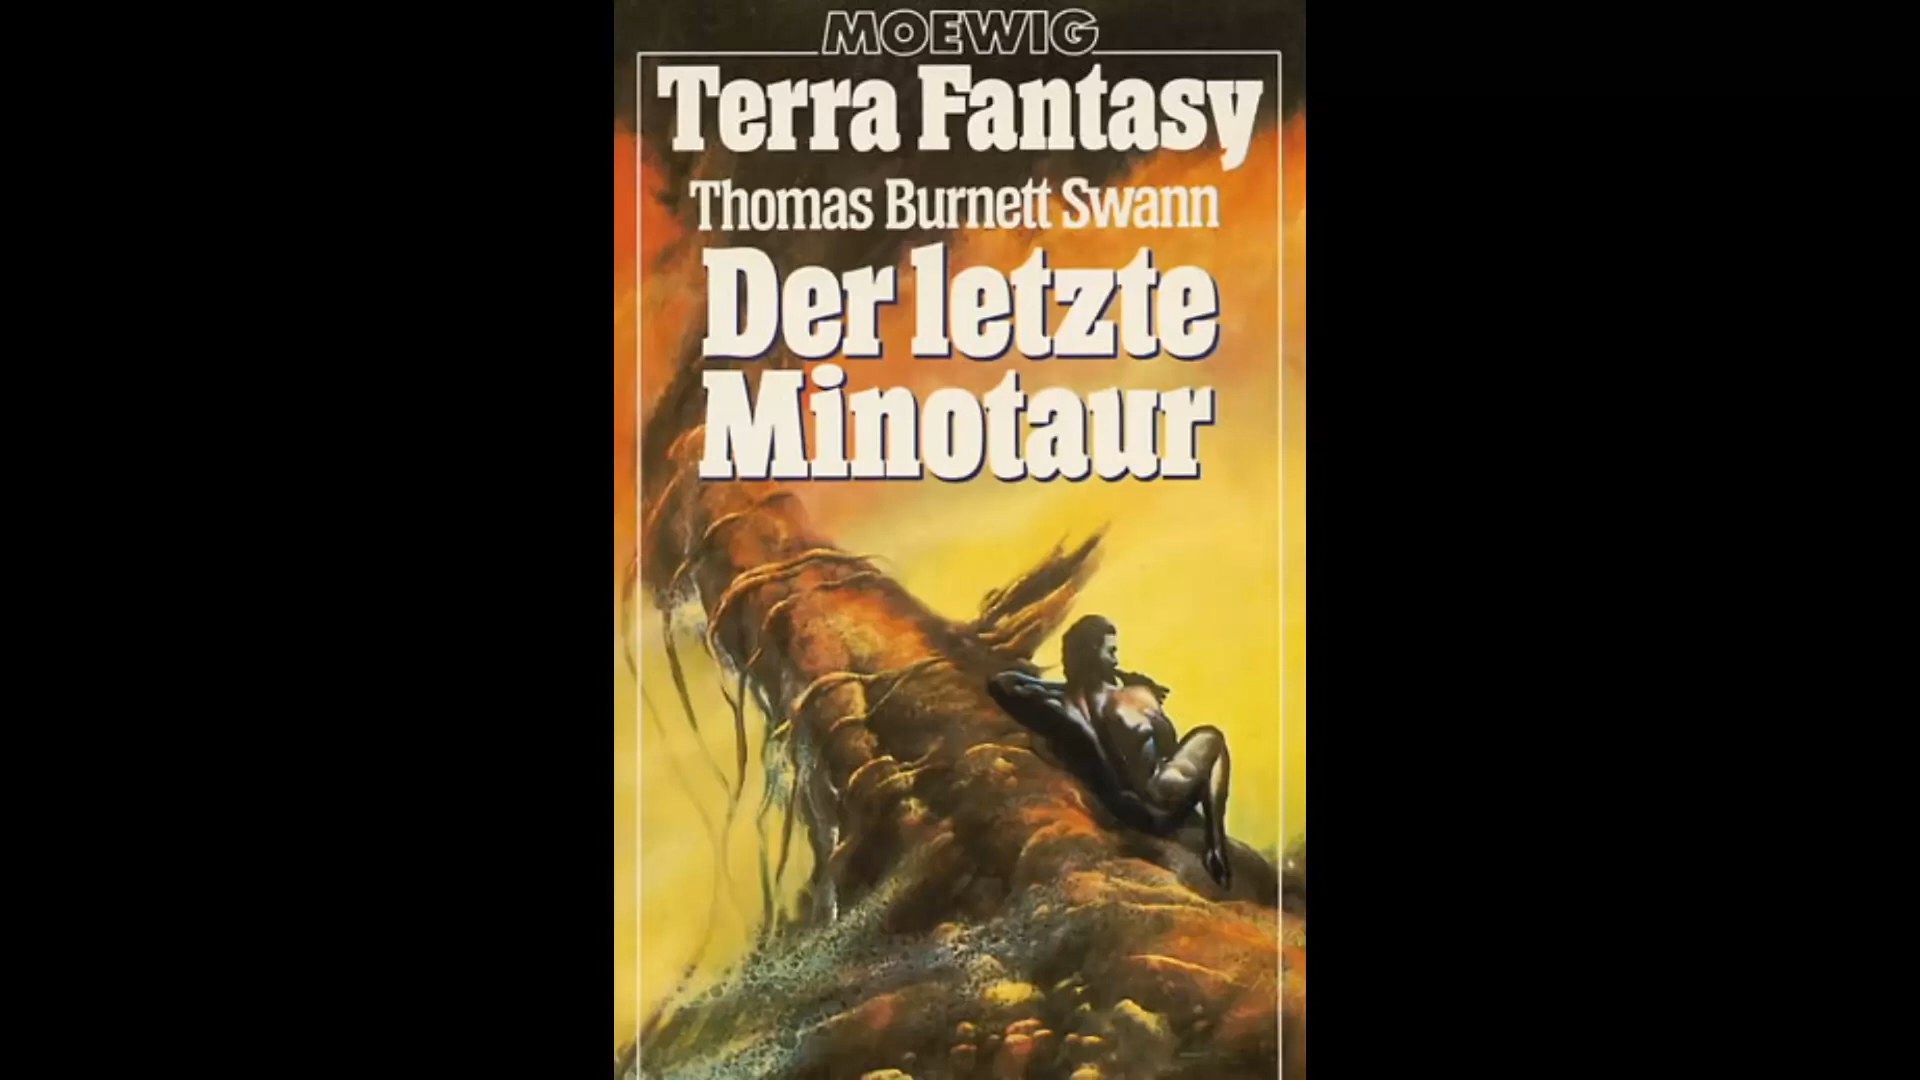 MOEWIG
Terra Fantasy
Thomas Burnett Swann
Der letzte
Minotaur